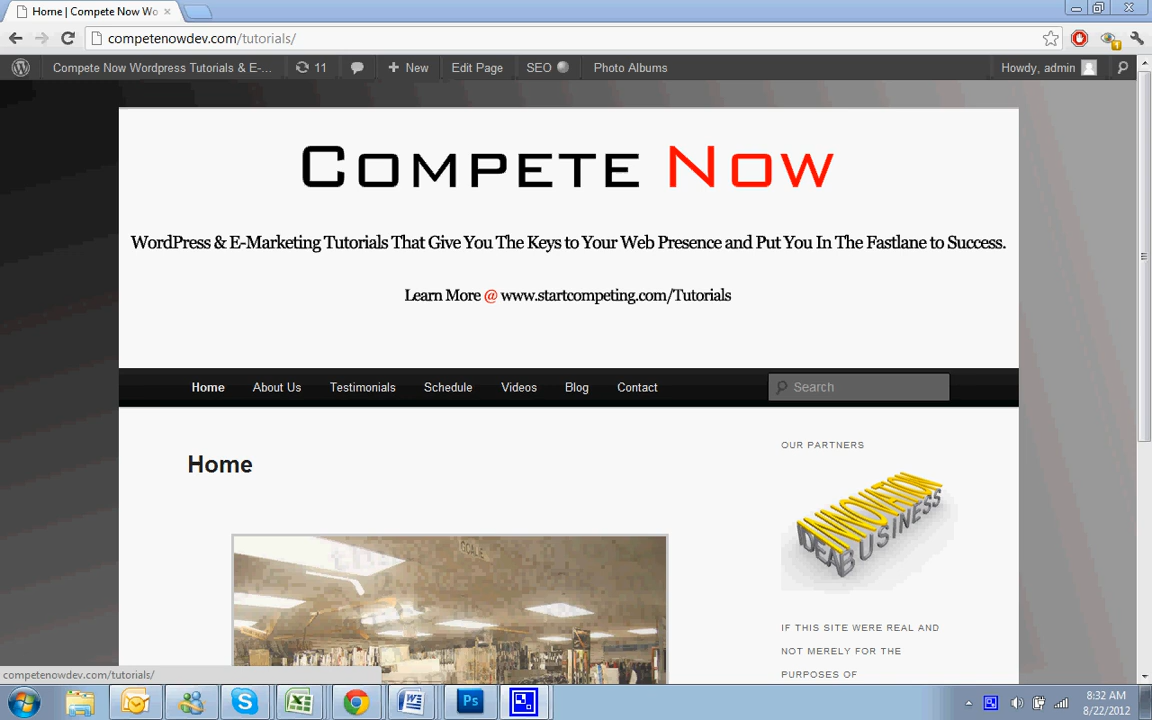 Home | Compete Now Wo
competenowdev.com/tutorials/
Compete Now Wordpress Tutorials & E-... 11 New Edit Page SEO Photo Albums Howdy, admin
COMPETE NOW
WordPress & E-Marketing Tutorials That Give You The Keys to Your Web Presence and Put You In The Fastlane to Success.
Learn More @ www.startcompeting.com/Tutorials
Home About Us Testimonials Schedule Videos Blog Contact Search
OUR PARTNERS
Home
INNOVATION
IDEA BUSINESS
IF THIS SITE WERE REAL AND
NOT MERELY FOR THE
PURPOSES OF
competenowdev.com/tutorials/
Ps
8:32 AM
8/22/2012